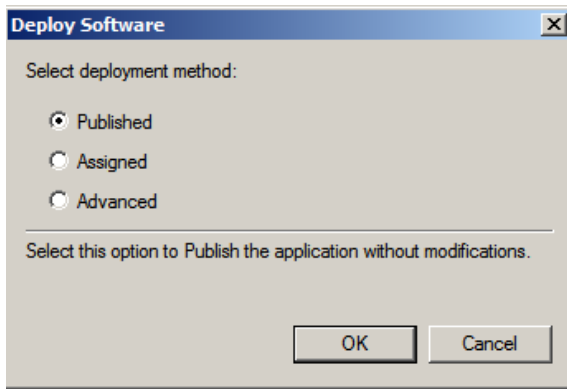 Deploy Software
Select deployment method:
Published
Assigned
Advanced
Select this option to Publish the application without modifications.
OK Cancel